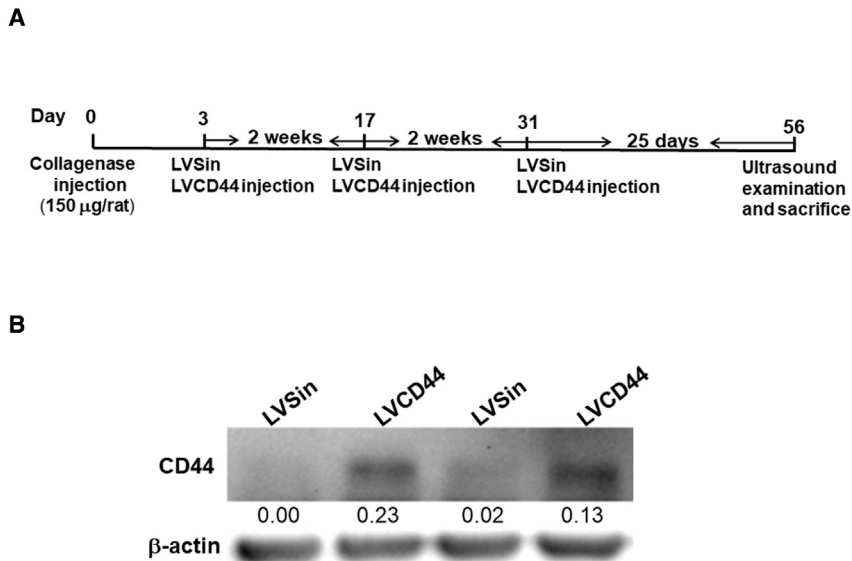 A
Day 0 3 2 weeks 17 2 weeks 31 25 days 56
Collagenase injection (150 μg/rat)
LVSin
LVCD44 injection
LVSin
LVCD44 injection
LVSin
LVCD44 injection
Ultrasound
examination
and sacrifice
B
LVSin LVCD44 LVSin LVCD44
CD44
0.00 0.23 0.02 0.13
β-actin